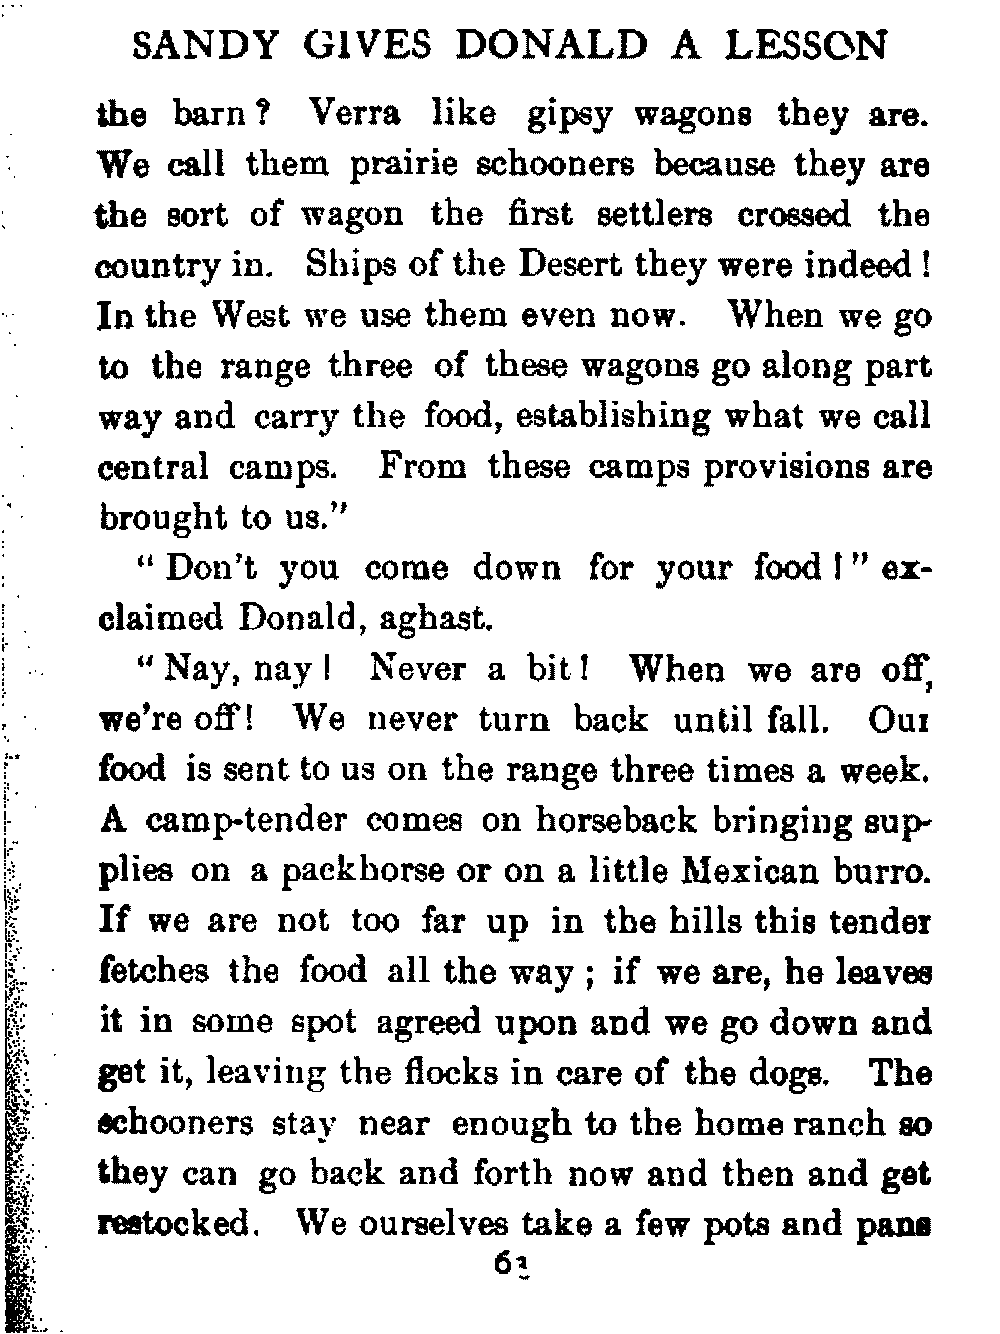 SANDY GIVES DONALD A LESSON
the barn? Verra like gipsy wagons they are.
We call them prairie schooners because they are
the sort of wagon the first settlers crossed the
country in. Ships of the Desert they were indeed!
In the West we use them even now. When we go
to the range three of these wagons go along part
way and carry the food, establishing what we call
central camps. From these camps provisions are
brought to us."
"Don't you come down for your food!" ex-
claimed Donald, aghast.
"Nay, nay! Never a bit! When we are off,
we're off! We never turn back until fall. Our
food is sent to us on the range three times a week.
A camp-tender comes on horseback bringing sup-
plies on a packhorse or on a little Mexican burro.
If we are not too far up in the hills this tender
fetches the food all the way; if we are, he leaves
it in some spot agreed upon and we go down and
get it, leaving the flocks in care of the dogs. The
schooners stay near enough to the home ranch so
they can go back and forth now and then and get
restocked. We ourselves take a few pots and pans